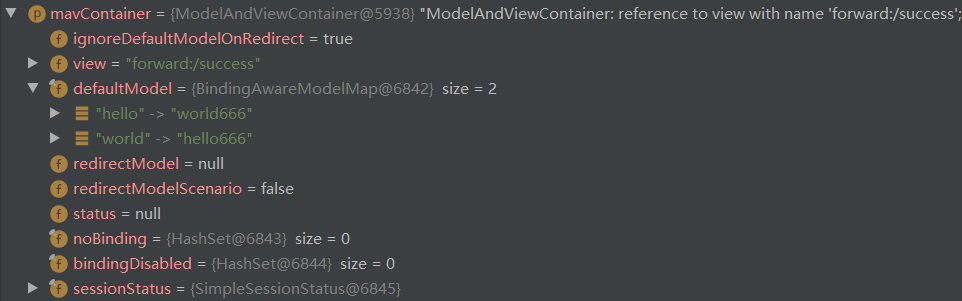 p mavContainer = {ModelAndViewContainer@5938} "ModelAndViewContainer: reference to view with name 'forward:/success';
f ignoreDefaultModelOnRedirect = true
f view = "forward:/success"
f defaultModel = {BindingAwareModelMap@6842} size = 2
"hello" -> "world666"
"world" -> "hello666"
f redirectModel = null
f redirectModelScenario = false
f status = null
f noBinding = {HashSet@6843} size = 0
f bindingDisabled = {HashSet@6844} size = 0
f sessionStatus = {SimpleSessionStatus@6845}